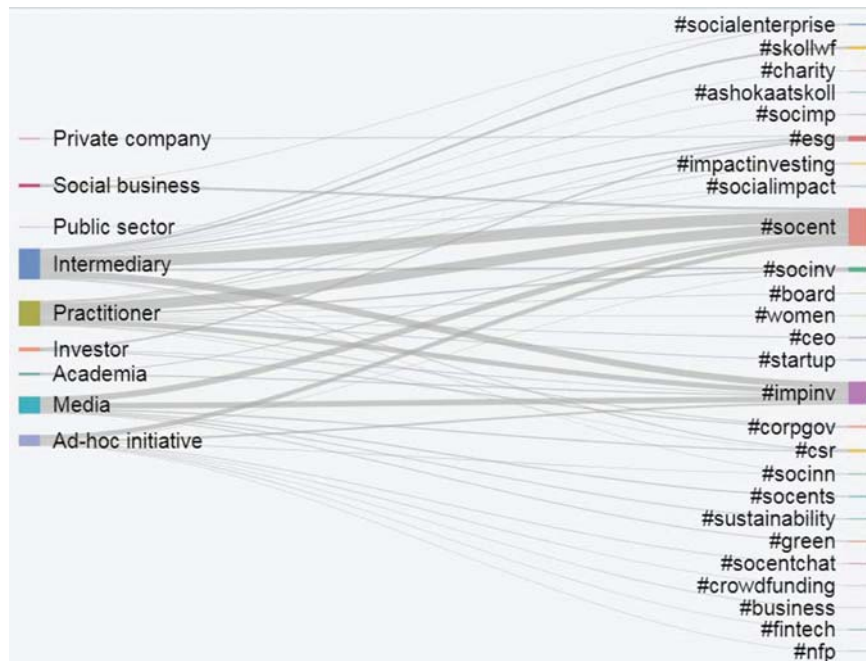 Private company
Social business
Public sector
Intermediary
Practitioner
Investor
Academia
Media
Ad-hoc initiative
#socialenterprise
#skollwf
#charity
#ashokaatskoll
#socimp
#esg
#impactinvesting
#socialimpact
#socent
#socinv
#board
#women
#ceo
#startup
#impinv
#corpgov
#csr
#socinn
#socents
#sustainability
#green
#socentchat
#crowdfunding
#business
#fintech
#nfp